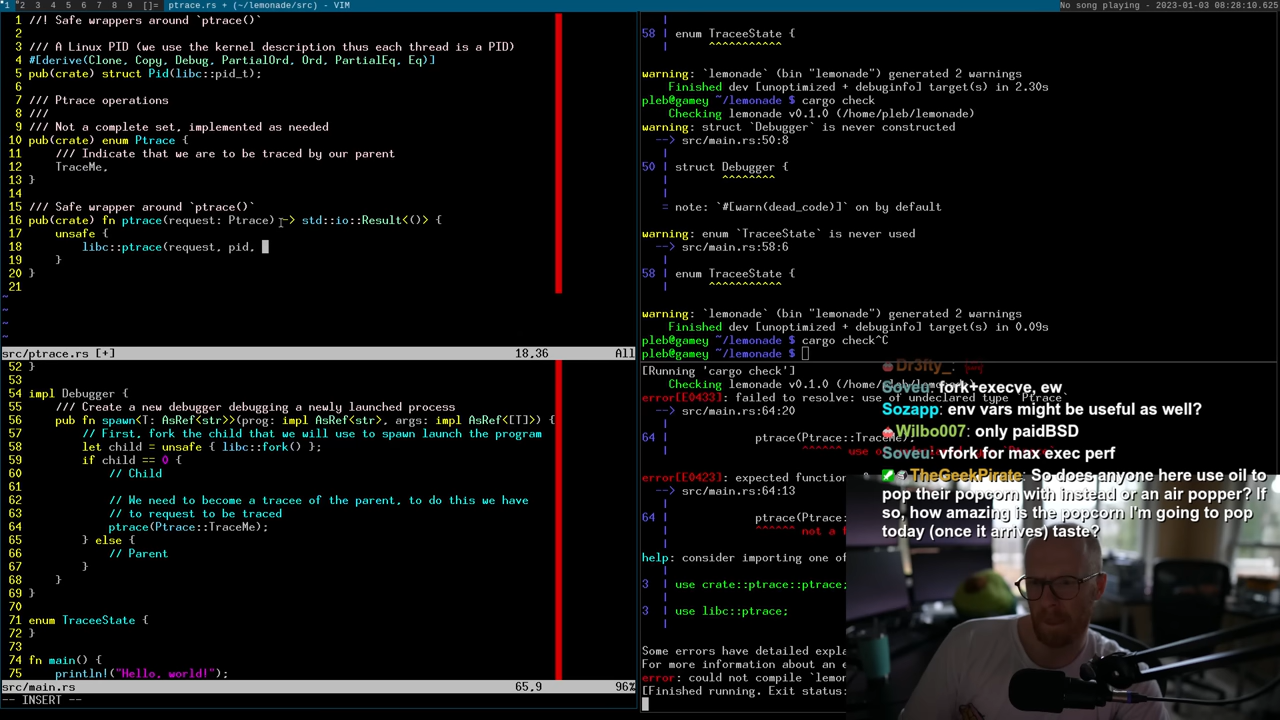 1 2 3 4 5 6 7 8 9 []= ptrace.rs + (~/lemonade/src) - VIM
No song playing - 2023-01-03 08:28:10.625
1 //! Safe wrappers around `ptrace()`
2
3 /// A Linux PID (we use the kernel description thus each thread is a PID)
4 #[derive(Clone, Copy, Debug, PartialOrd, Ord, PartialEq, Eq)]
5 pub(crate) struct Pid(libc::pid_t);
6
7 /// Ptrace operations
8 ///
9 /// Not a complete set, implemented as needed
10 pub(crate) enum Ptrace {
11 /// Indicate that we are to be traced by our parent
12 TraceMe,
13 }
14
15 /// Safe wrapper around `ptrace()`
16 pub(crate) fn ptrace(request: Ptrace) -> std::io::Result<()> {
17 unsafe {
18 libc::ptrace(request, pid,
19 }
20 }
21
~
~
~
~
src/ptrace.rs [+] 18,36 All
52 }
53
54 impl Debugger {
55 /// Create a new debugger debugging a newly launched process
56 pub fn spawn<T: AsRef<str>>(prog: impl AsRef<str>, args: impl AsRef<[T]>) {
57 // First, fork the child that we will use to spawn launch the program
58 let child = unsafe { libc::fork() };
59 if child == 0 {
60 // Child
61
62 // We need to become a tracee of the parent, to do this we have
63 // to request to be traced
64 ptrace(Ptrace::TraceMe);
65 } else {
66 // Parent
67 }
68 }
69 }
70
71 enum TraceeState {
72 }
73
74 fn main() {
75 println!("Hello, world!");
src/main.rs 65,9 96%
-- INSERT --
|
58 | enum TraceeState {
| ^^^^^^^^^^^
warning: `lemonade` (bin "lemonade") generated 2 warnings
Finished dev [unoptimized + debuginfo] target(s) in 2.30s
pleb@gamey ~/lemonade $ cargo check
Checking lemonade v0.1.0 (/home/pleb/lemonade)
warning: struct `Debugger` is never constructed
--> src/main.rs:50:8
|
50 | struct Debugger {
| ^^^^^^^^
|
= note: `#[warn(dead_code)]` on by default
warning: enum `TraceeState` is never used
--> src/main.rs:58:6
|
58 | enum TraceeState {
| ^^^^^^^^^^^
warning: `lemonade` (bin "lemonade") generated 2 warnings
Finished dev [unoptimized + debuginfo] target(s) in 0.09s
pleb@gamey ~/lemonade $ cargo check^C
pleb@gamey ~/lemonade $
[Running 'cargo check']
Checking lemonade v0.1.0 (/home/pleb/lemonade)
error[E0433]: failed to resolve: use of undeclared type `Ptrace`
--> src/main.rs:64:20
|
64 | ptrace(Ptrace::TraceMe);
| ^^^^^^ use o
error[E0423]: expected function
--> src/main.rs:64:13
|
64 | ptrace(Ptrace:
| ^^^^^^ not a f
|
help: consider importing one of
|
3 | use crate::ptrace::ptrace;
|
3 | use libc::ptrace;
|
Some errors have detailed expla
For more information about an e
error: could not compile `lemon
[Finished running. Exit status:
Dr3fty_:
Soveu: fork+execve, ew
Sozapp: env vars might be useful as well?
Wilbo007: only paidBSD
Soveu: vfork for max exec perf
TheGeekPirate: So does anyone here use oil to
pop their popcorn with instead or an air popper? If
so, how amazing is the popcorn I'm going to pop
today (once it arrives) taste?